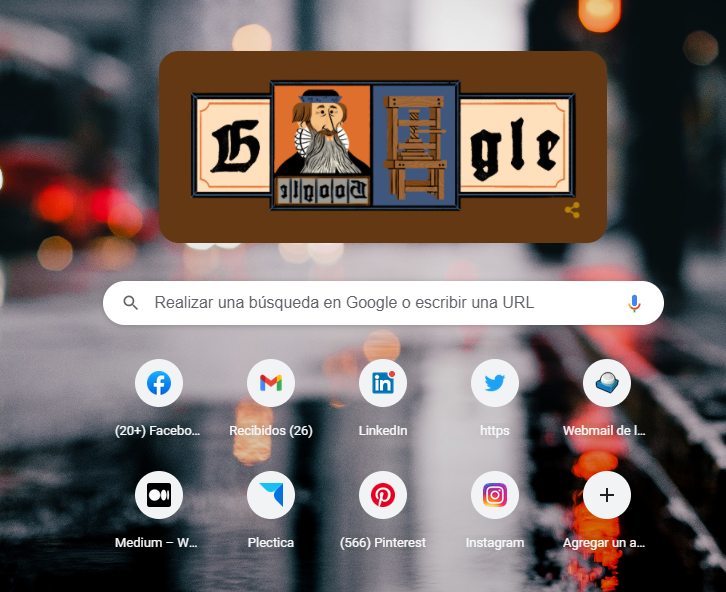 G gle
Google
Realizar una búsqueda en Google o escribir una URL
(20+) Facebo...
Recibidos (26)
LinkedIn
https
Webmail de l...
Medium – W...
Plectica
(566) Pinterest
Instagram
Agregar un a...